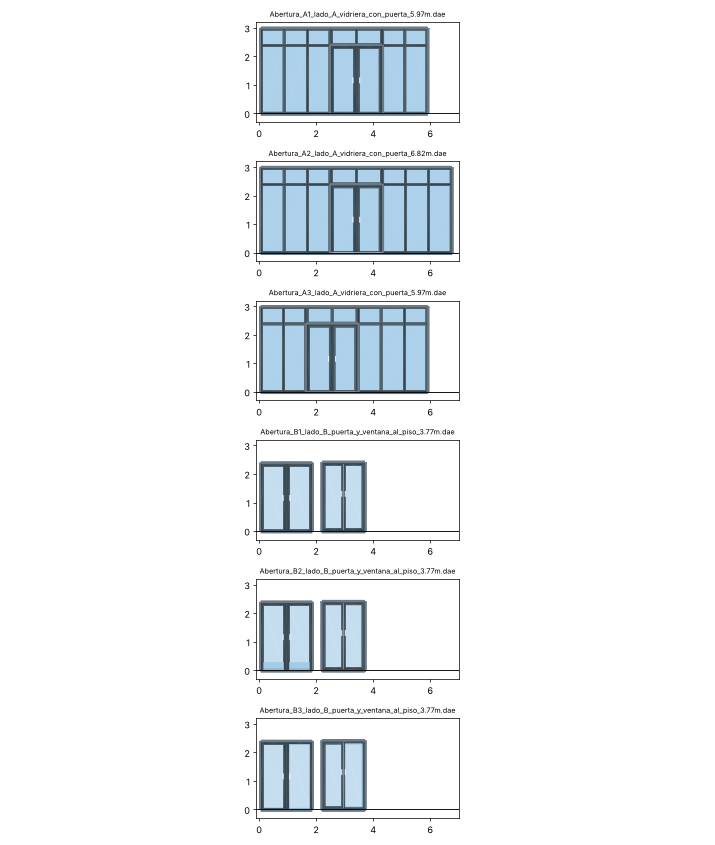 Abertura_A1_lado_A_vidriera_con_puerta_5.97m.dae
3
2
1
0
0 2 4 6
Abertura_A2_lado_A_vidriera_con_puerta_6.82m.dae
3
2
1
0
0 2 4 6
Abertura_A3_lado_A_vidriera_con_puerta_5.97m.dae
3
2
1
0
0 2 4 6
Abertura_B1_lado_B_puerta_y_ventana_al_piso_3.77m.dae
3
2
1
0
0 2 4 6
Abertura_B2_lado_B_puerta_y_ventana_al_piso_3.77m.dae
3
2
1
0
0 2 4 6
Abertura_B3_lado_B_puerta_y_ventana_al_piso_3.77m.dae
3
2
1
0
0 2 4 6